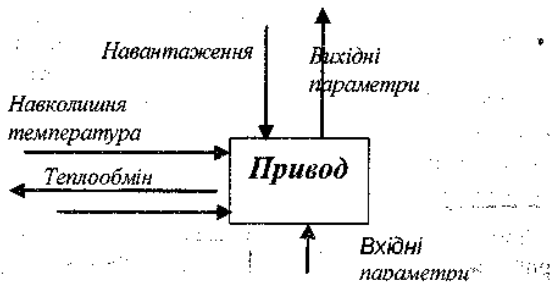 Навантаження
Вихідні
параметри
Навколишня
температура
Привод
Теплообмін
Вхідні
параметри